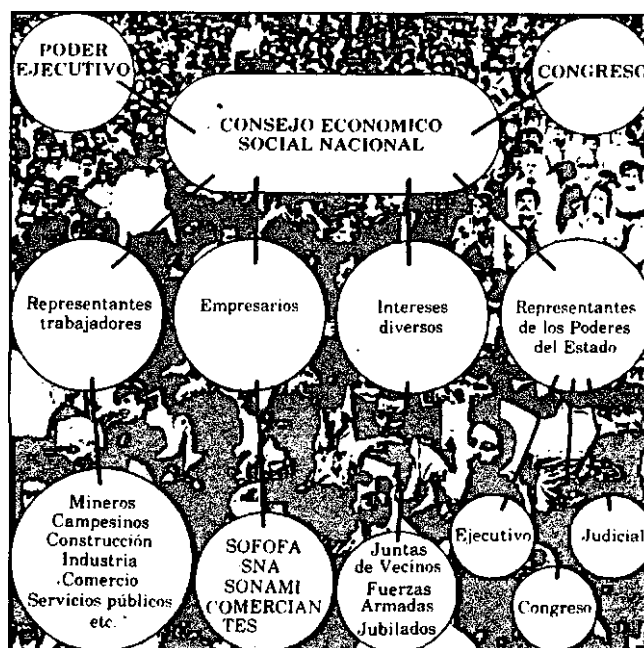 PODER
EJECUTIVO
CONGRESO
CONSEJO ECONOMICO
SOCIAL NACIONAL
Representantes
trabajadores
Empresarios
Intereses
diversos
Representantes
de los Poderes
del Estado
Mineros
Campesinos
Construcción
Industria
Comercio
Servicios públicos
etc.
SOFOFA
SNA
SONAMI
COMERCIAN
TES
Juntas
de Vecinos
Fuerzas
Armadas
Jubilados
Ejecutivo
Judicial
Congreso